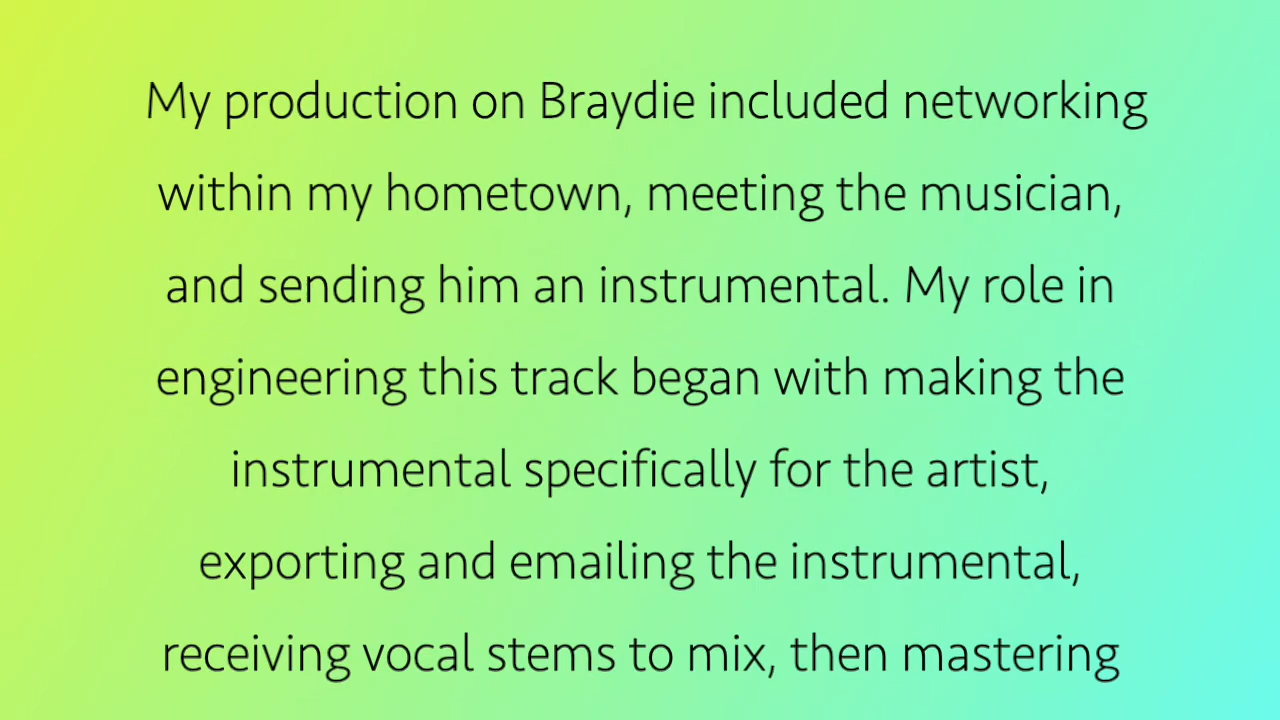 My production on Braydie included networking
within my hometown, meeting the musician,
and sending him an instrumental. My role in
engineering this track began with making the
instrumental specifically for the artist,
exporting and emailing the instrumental,
receiving vocal stems to mix, then mastering